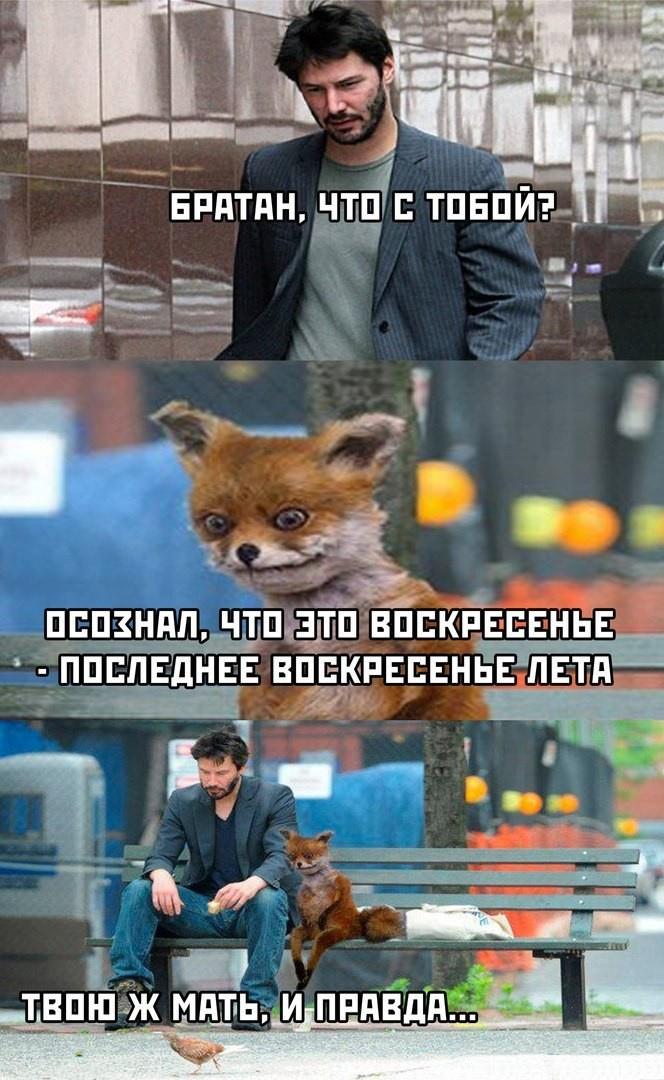 БРАТАН, ЧТО С ТОБОЙ?
ОСОЗНАЛ, ЧТО ЭТО ВОСКРЕСЕНЬЕ
- ПОСЛЕДНЕЕ ВОСКРЕСЕНЬЕ ЛЕТА
ТВОЮ Ж МАТЬ, И ПРАВДА...